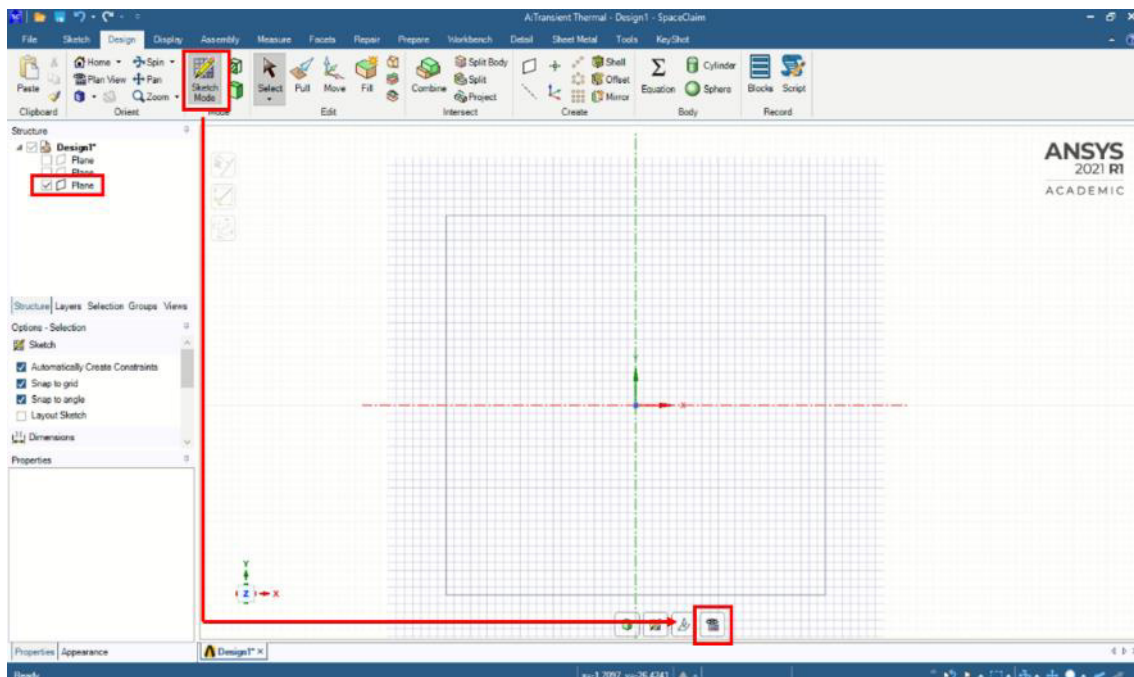 A:Transient Thermal - Design1 - SpaceClaim
File Sketch Design Display Assembly Measure Facets Repair Prepare Workbench Detail Sheet Metal Tools KeyShot
Home Spin Split Body Shell Cylinder
Plan View Pan Split Offset
Paste Zoom Sketch Mode Select Pull Move Fill Combine Project Mirror Equation Sphere Blocks Script
Clipboard Orient Mode Edit Intersect Create Body Record
Structure
Design1*
Plane
Plane
Plane
ANSYS
2021 R1
ACADEMIC
Structure Layers Selection Groups Views
Options - Selection
Sketch
Automatically Create Constraints
Snap to grid
Snap to angle
Layout Sketch
Dimensions
Properties
X
Y
Z X
Properties Appearance
Design1* ×
Ready